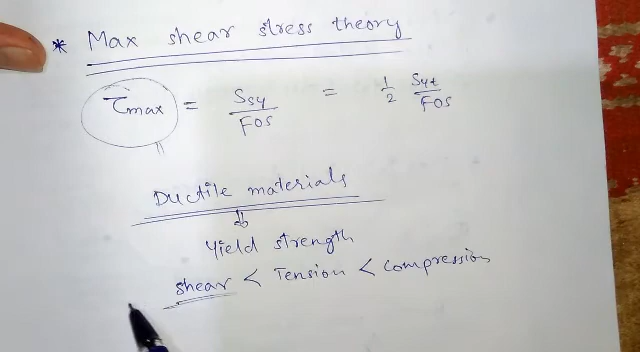 * Max shear stress theory
τmax = Ssy/FOS = 1/2 Syt/FOS
Ductile materials
⇓
Yield strength
shear < Tension < compression